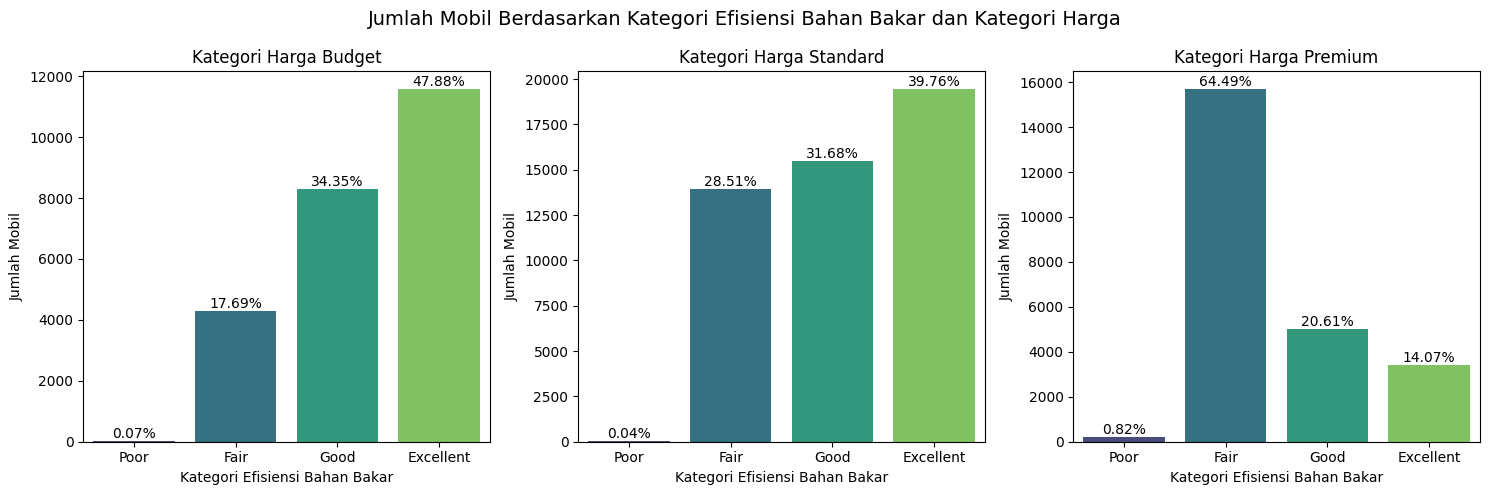 Jumlah Mobil Berdasarkan Kategori Efisiensi Bahan Bakar dan Kategori Harga
Kategori Harga Budget
Jumlah Mobil
12000
10000
8000
6000
4000
2000
0
0.07%
17.69%
34.35%
47.88%
Poor Fair Good Excellent
Kategori Efisiensi Bahan Bakar
Kategori Harga Standard
Jumlah Mobil
20000
17500
15000
12500
10000
7500
5000
2500
0
0.04%
28.51%
31.68%
39.76%
Poor Fair Good Excellent
Kategori Efisiensi Bahan Bakar
Kategori Harga Premium
Jumlah Mobil
16000
14000
12000
10000
8000
6000
4000
2000
0
0.82%
64.49%
20.61%
14.07%
Poor Fair Good Excellent
Kategori Efisiensi Bahan Bakar